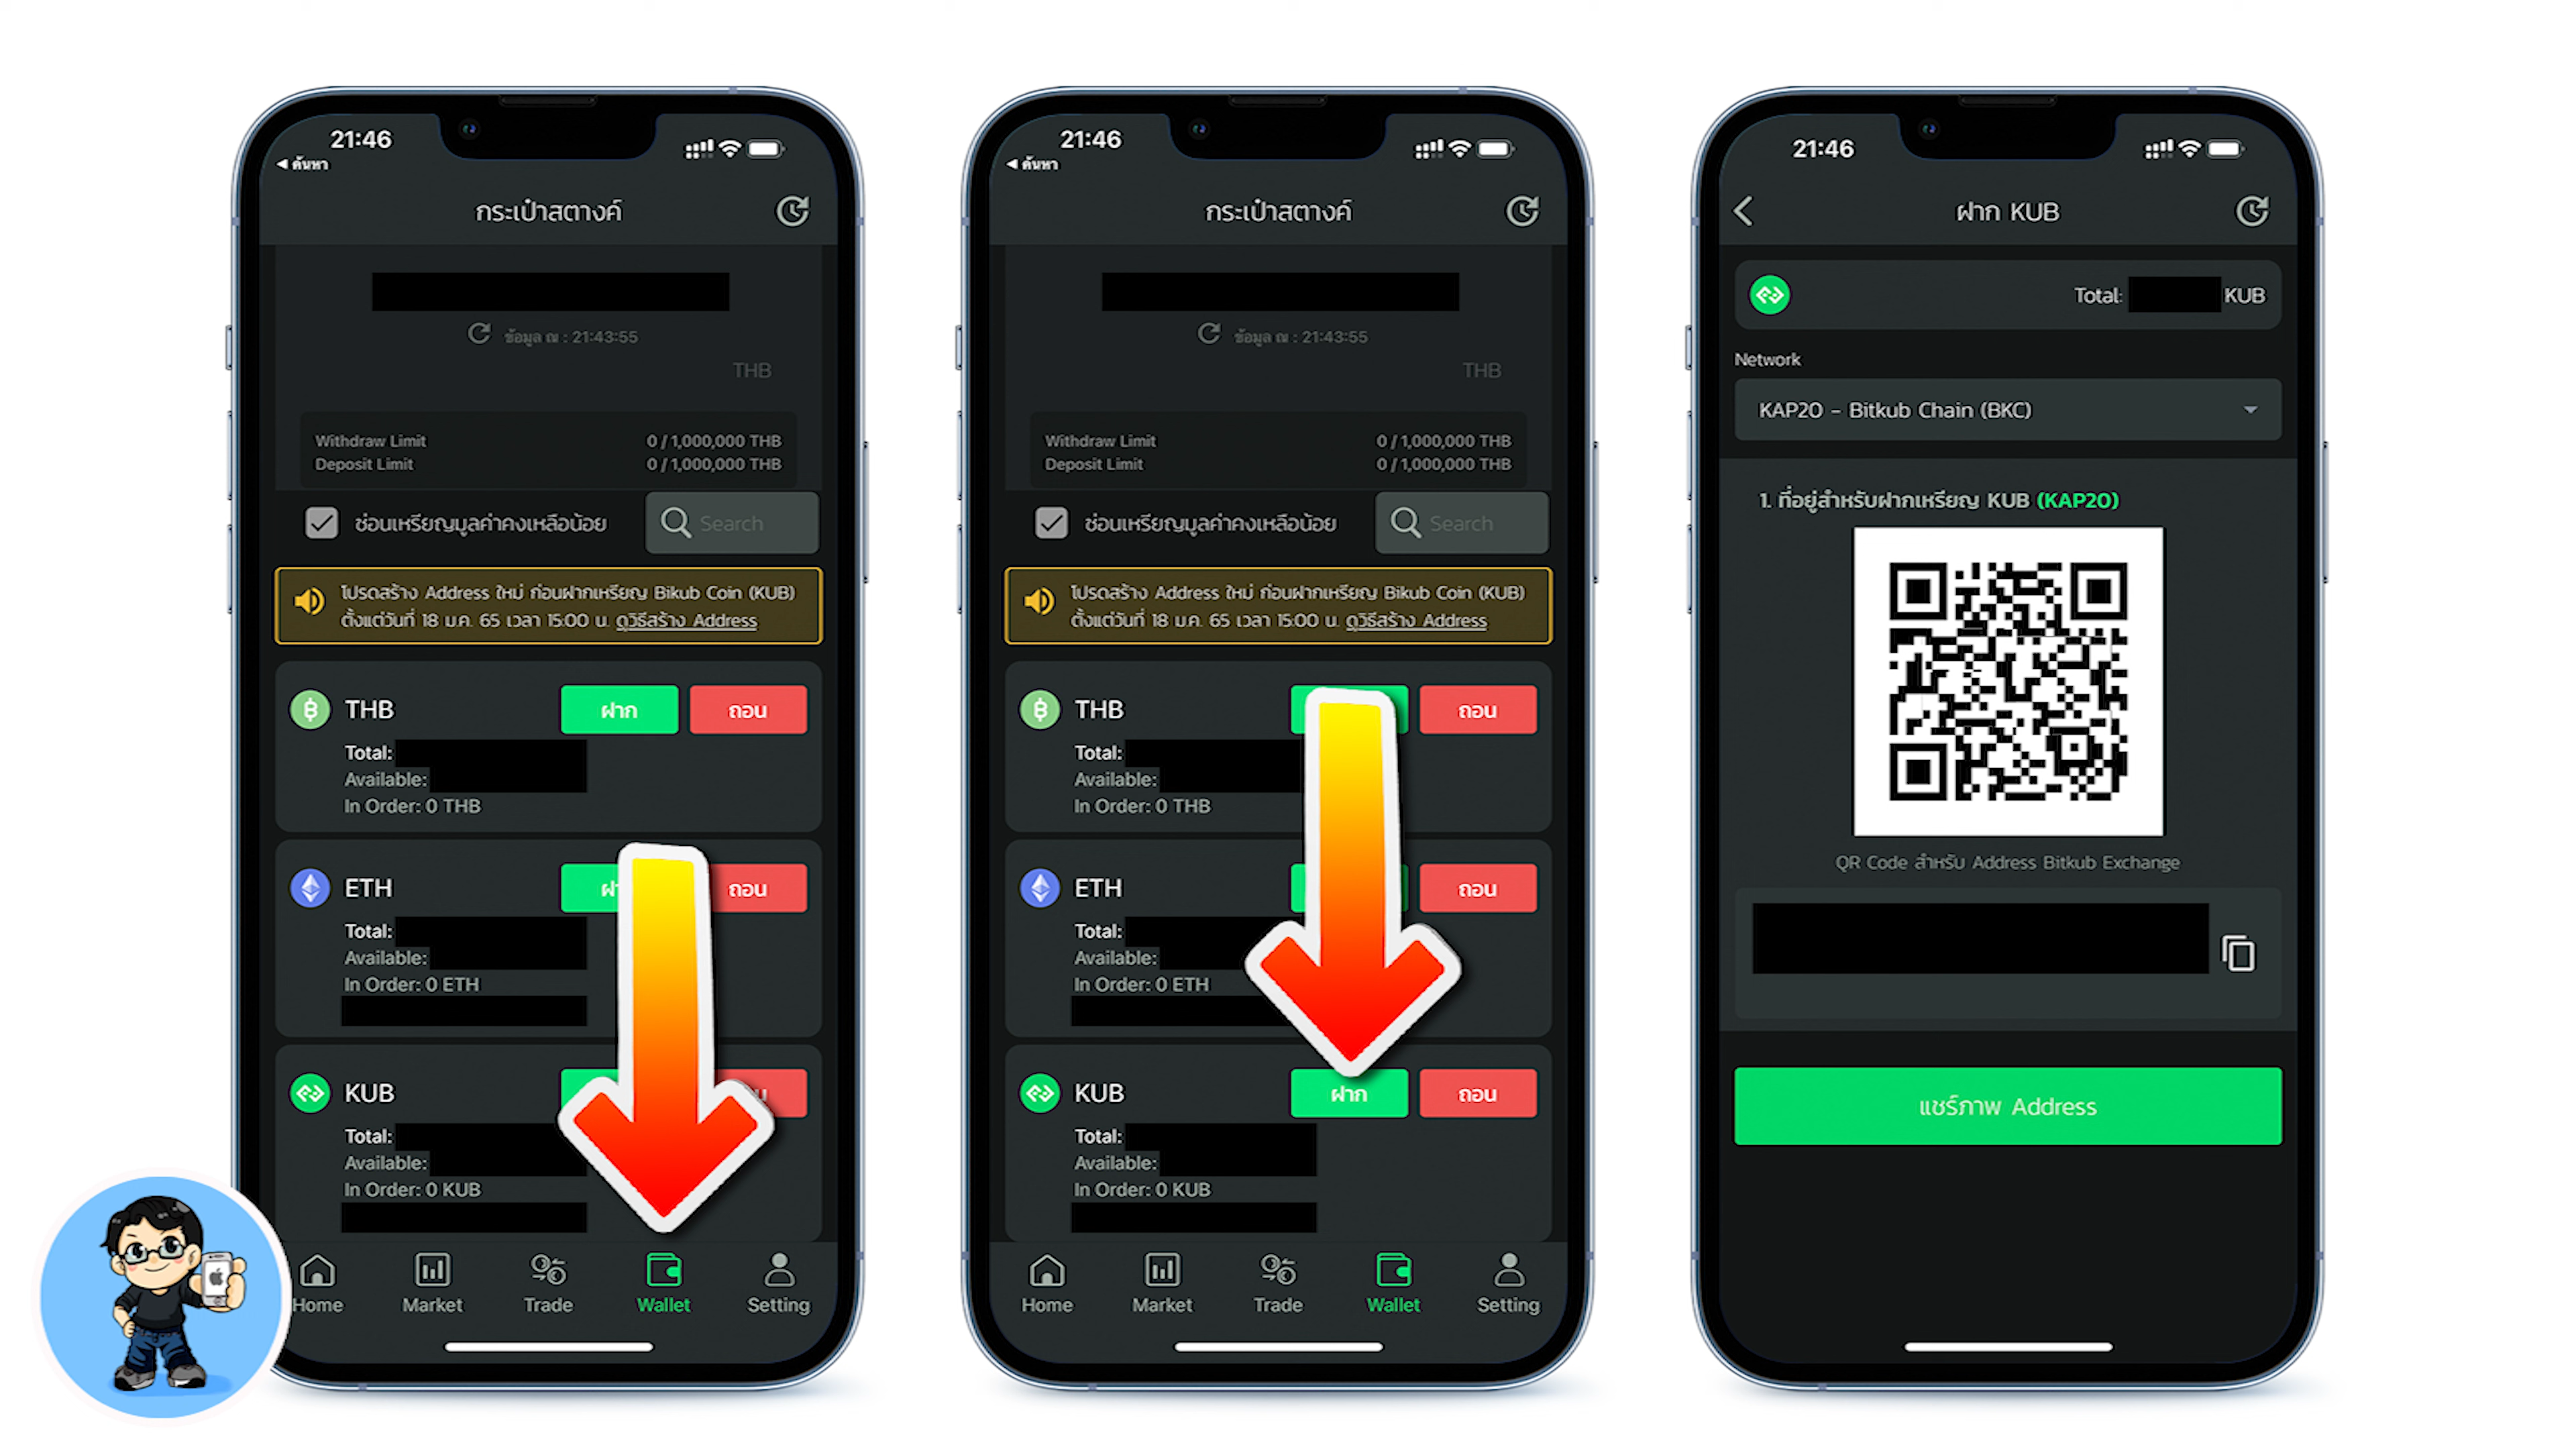 21:46
◀ ค้นหา
กระเป๋าสตางค์
ข้อมูล ณ : 21:43:55
THB
Withdraw Limit 0 / 1,000,000 THB
Deposit Limit 0 / 1,000,000 THB
ซ่อนเหรียญมูลค่าคงเหลือน้อย
Search
โปรดสร้าง Address ใหม่ ก่อนฝากเหรียญ Bikub Coin (KUB)
ตั้งแต่วันที่ 18 ม.ค. 65 เวลา 15:00 น. ดูวิธีสร้าง Address
THB ฝาก ถอน
Total:
Available:
In Order: 0 THB
ETH ถอน
Total:
Available:
In Order: 0 ETH
KUB
Total:
Available:
In Order: 0 KUB
Home Market Trade Wallet Setting
21:46
◀ ค้นหา
กระเป๋าสตางค์
ข้อมูล ณ : 21:43:55
THB
Withdraw Limit 0 / 1,000,000 THB
Deposit Limit 0 / 1,000,000 THB
ซ่อนเหรียญมูลค่าคงเหลือน้อย
Search
โปรดสร้าง Address ใหม่ ก่อนฝากเหรียญ Bikub Coin (KUB)
ตั้งแต่วันที่ 18 ม.ค. 65 เวลา 15:00 น. ดูวิธีสร้าง Address
THB ถอน
Total:
Available:
In Order: 0 THB
ETH ถอน
Total:
Available:
In Order: 0 ETH
KUB ฝาก ถอน
Total:
Available:
In Order: 0 KUB
Home Market Trade Wallet Setting
21:46
ฝาก KUB
Total: KUB
Network
KAP20 - Bitkub Chain (BKC)
1. ที่อยู่สำหรับฝากเหรียญ KUB (KAP20)
QR Code สำหรับ Address Bitkub Exchange
แชร์ภาพ Address